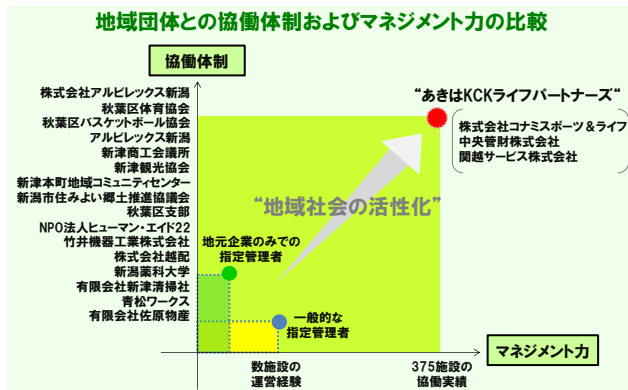 地域団体との協働体制およびマネジメント力の比較
協働体制
株式会社アルビレックス新潟
秋葉区体育協会
秋葉区バスケットボール協会
アルビレックス新潟
新津商工会議所
新津観光協会
新津本町地域コミュニティセンター
新潟市住みよい郷土推進協議会
秋葉区支部
NPO法人ヒューマン・エイド22
竹井機器工業株式会社
株式会社越配
新潟薬科大学
有限会社新津清掃社
青松ワークス
有限会社佐原物産
“あきはKCKライフパートナーズ“
株式会社コナミスポーツ＆ライフ
中央管財株式会社
関越サービス株式会社
“地域社会の活性化”
地元企業のみでの
指定管理者
一般的な
指定管理者
マネジメント力
数施設の
運営経験
375施設の
協働実績